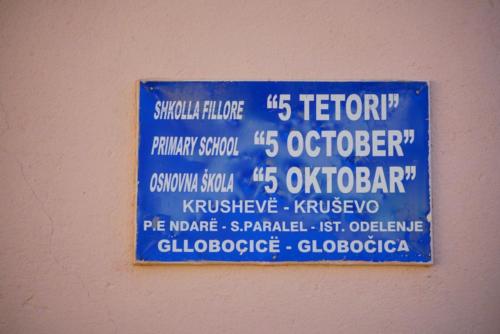 SHKOLLA FILLORE "5 TETORI"
PRIMARY SCHOOL "5 OCTOBER"
OSNOVNA ŠKOLA "5 OKTOBAR"
KRUSHEVË - KRUŠEVO
P.E NDARË - S.PARALEL - IST. ODELENJE
GLLOBOÇICË - GLOBOČICA